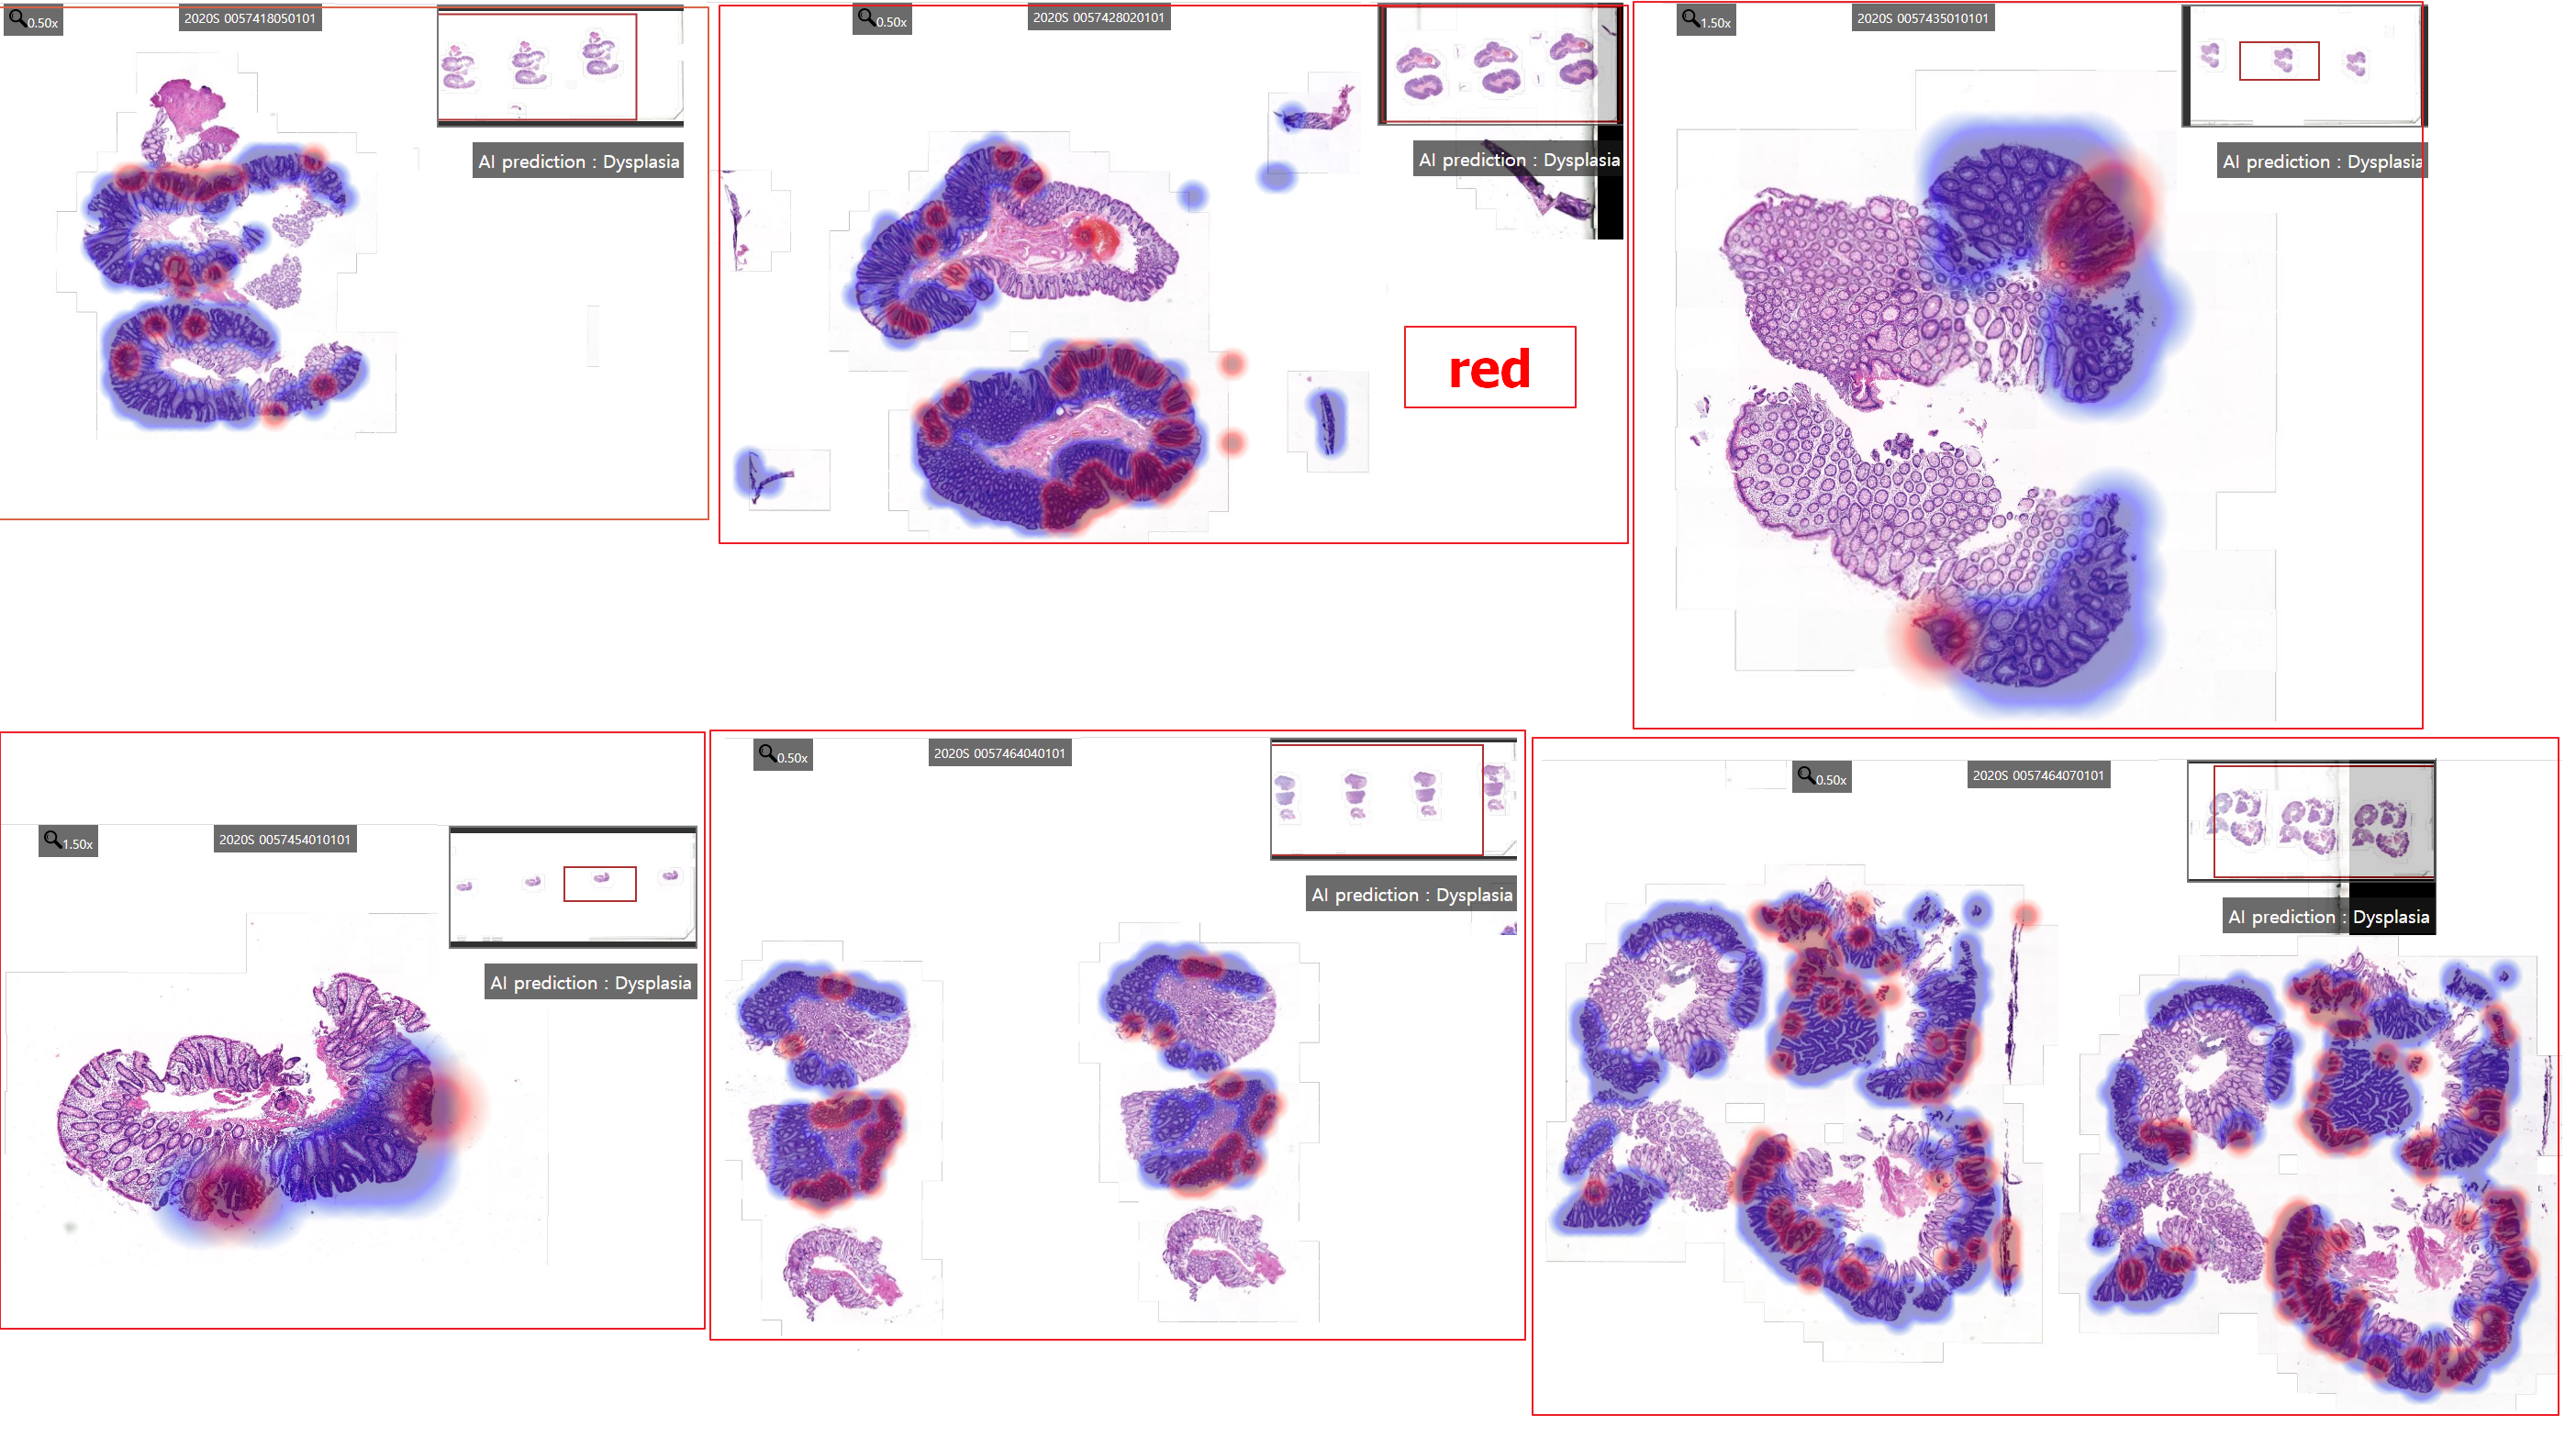 0.50x
2020S 0057418050101
AI prediction : Dysplasia
0.50x
2020S 0057428020101
AI prediction : Dysplasia
red
1.50x
2020S 0057435010101
AI prediction : Dysplasia
1.50x
2020S 0057454010101
AI prediction : Dysplasia
0.50x
2020S 0057464040101
AI prediction : Dysplasia
0.50x
2020S 0057464070101
AI prediction : Dysplasia